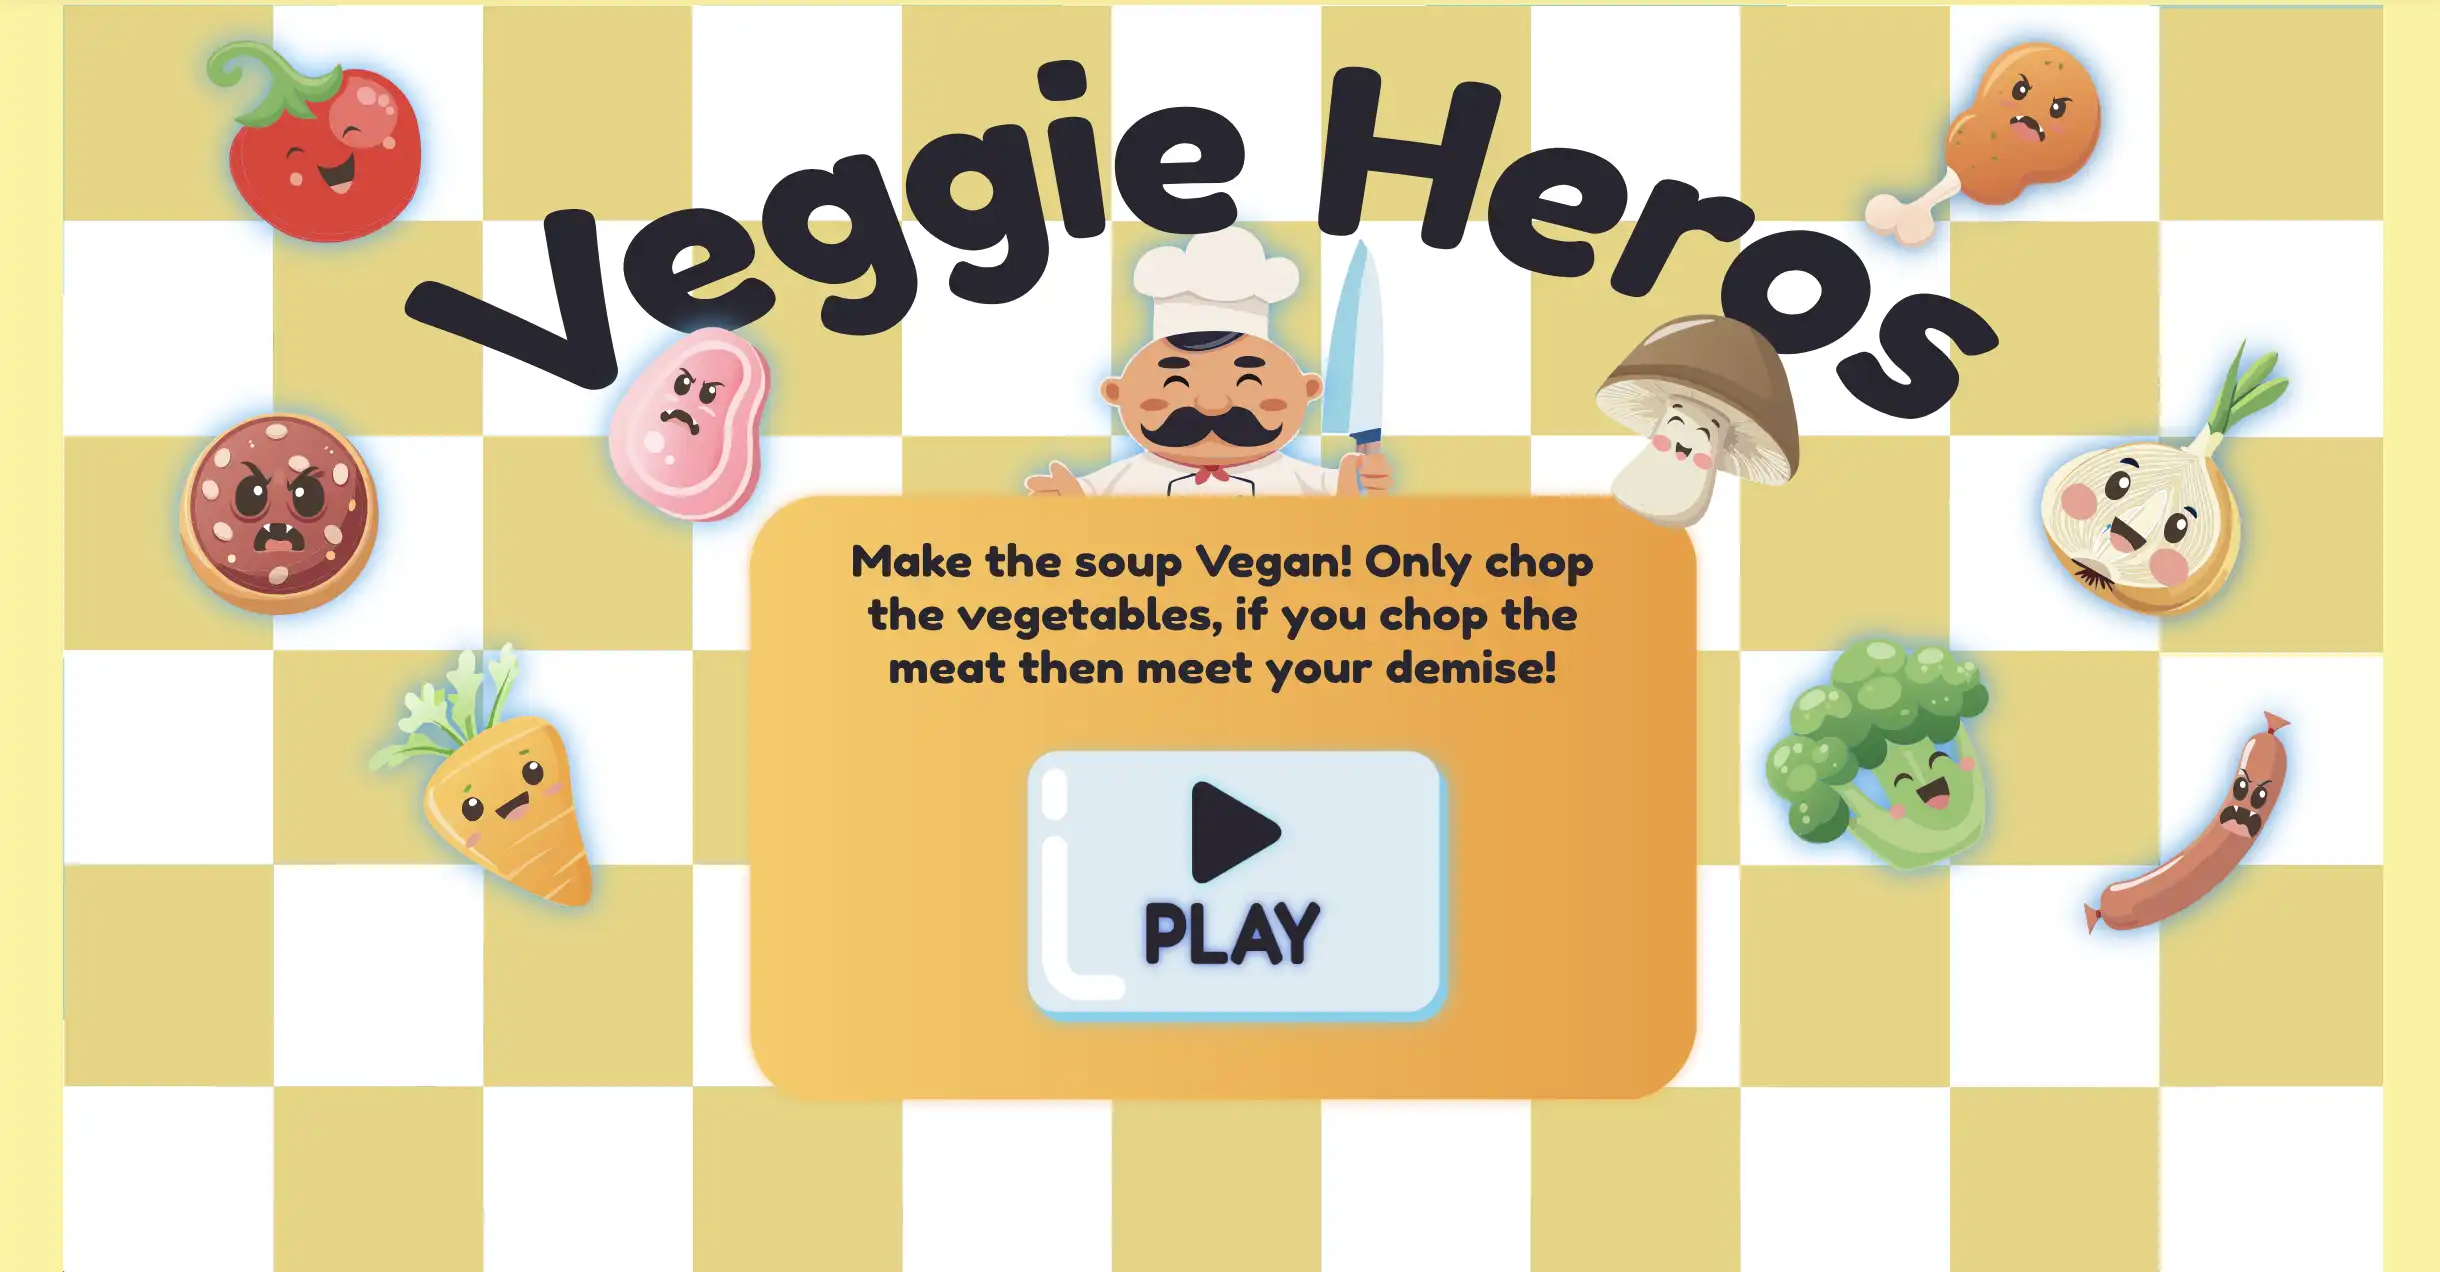 Veggie Heros
Make the soup Vegan! Only chop
the vegetables, if you chop the
meat then meet your demise!
PLAY